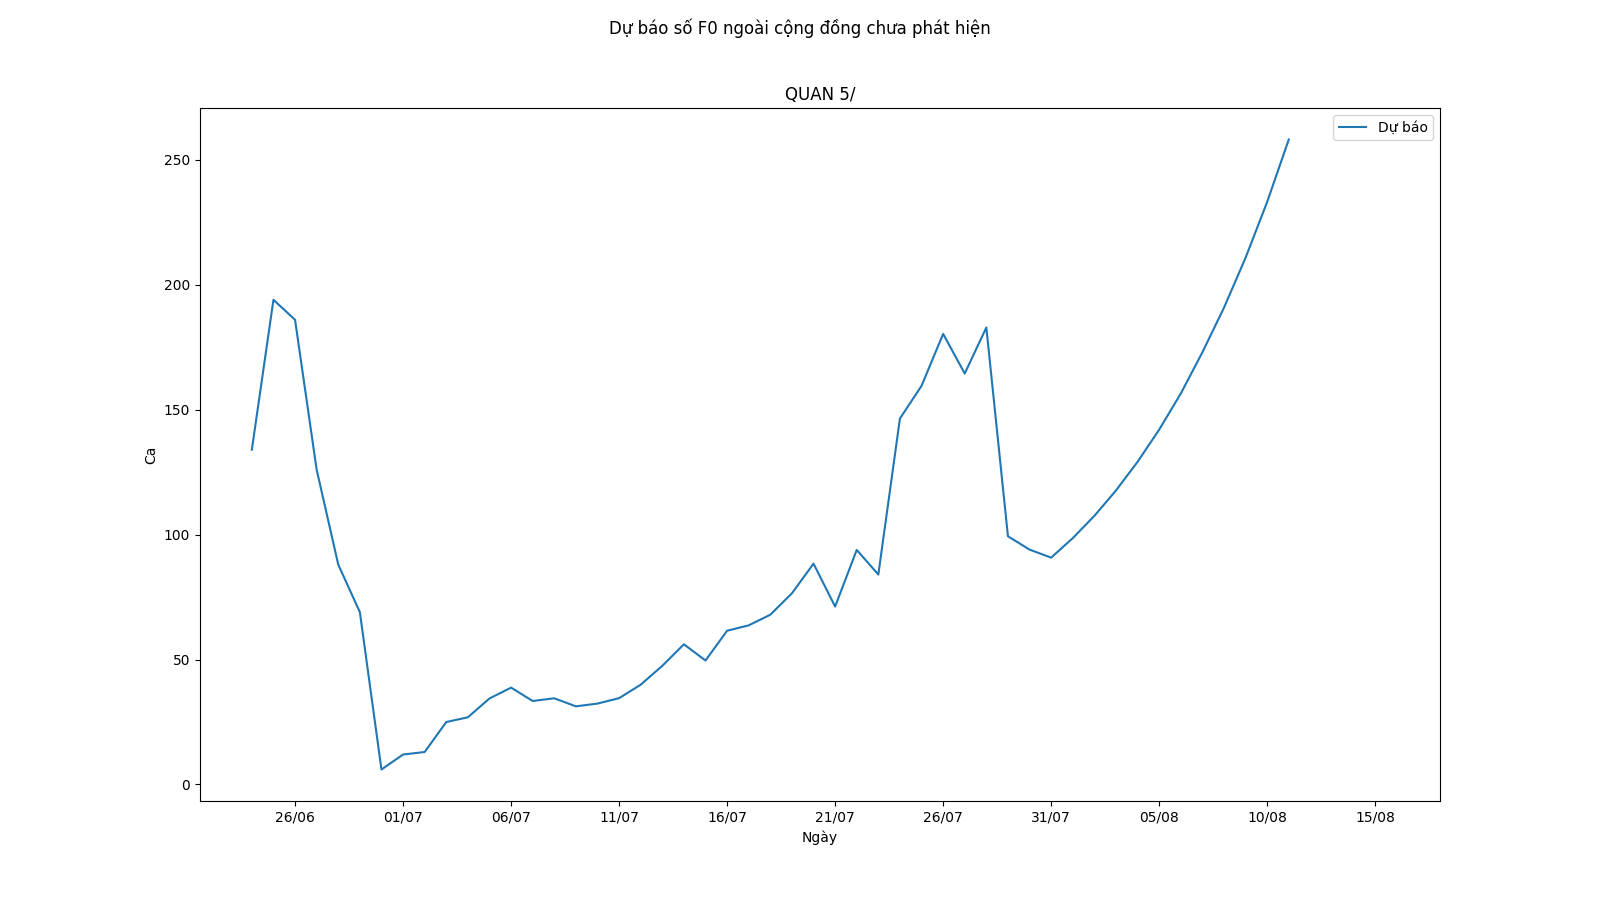 Dự báo số F0 ngoài cộng đồng chưa phát hiện
QUAN 5/
Dự báo
250
200
150
100
50
0
Ca
26/06 01/07 06/07 11/07 16/07 21/07 26/07 31/07 05/08 10/08 15/08
Ngày